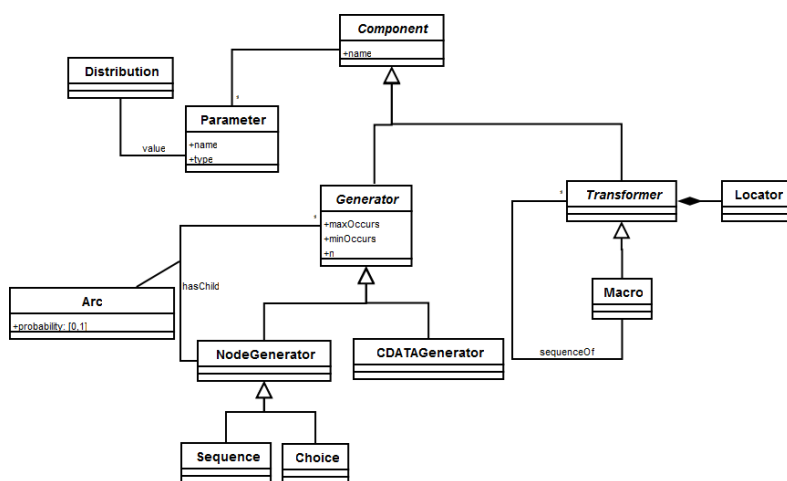 Component
+name
Distribution
*
Parameter
+name
+type
value
Generator
+maxOccurs
+minOccurs
+n
*
Transformer
*
Locator
hasChild
Arc
+probability: [0,1]
Macro
NodeGenerator
CDATAGenerator
sequenceOf
Sequence
Choice